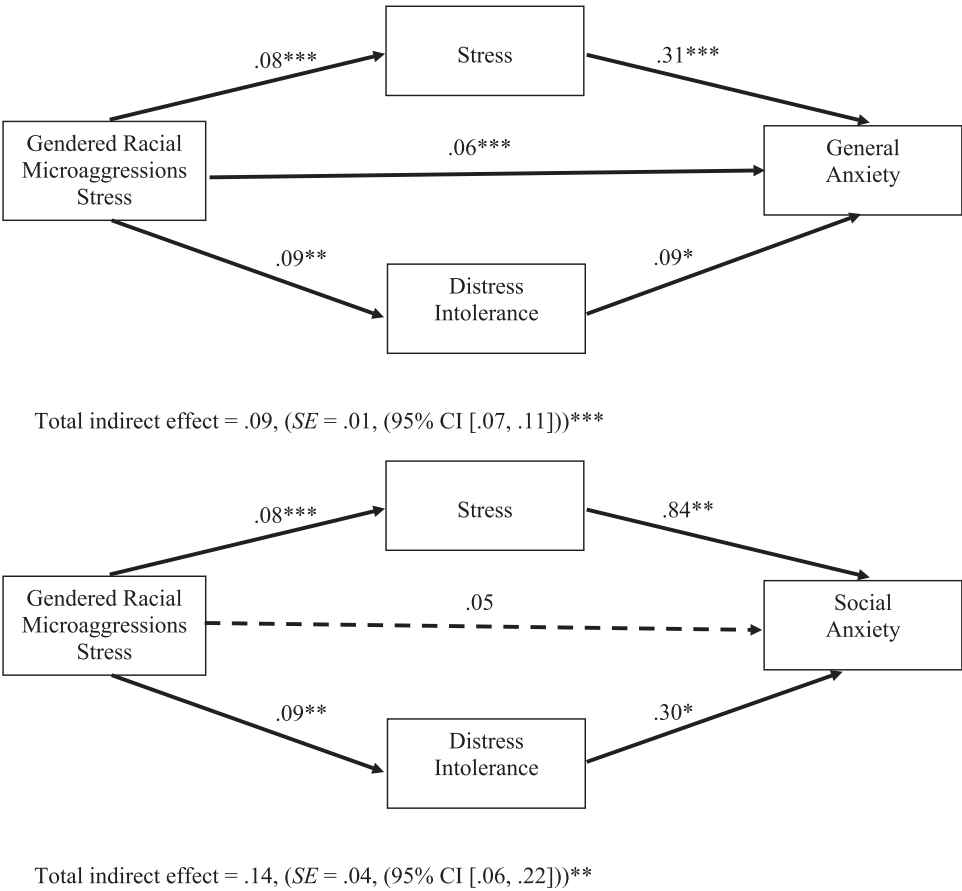 Stress
.08***
.31***
Gendered Racial
Microaggressions
Stress
.06***
General
Anxiety
.09**
.09*
Distress
Intolerance
Total indirect effect = .09, (SE = .01, (95% CI [.07, .11]))***
Stress
.08***
.84**
Gendered Racial
Microaggressions
Stress
.05
Social
Anxiety
.09**
.30*
Distress
Intolerance
Total indirect effect = .14, (SE = .04, (95% CI [.06, .22]))**